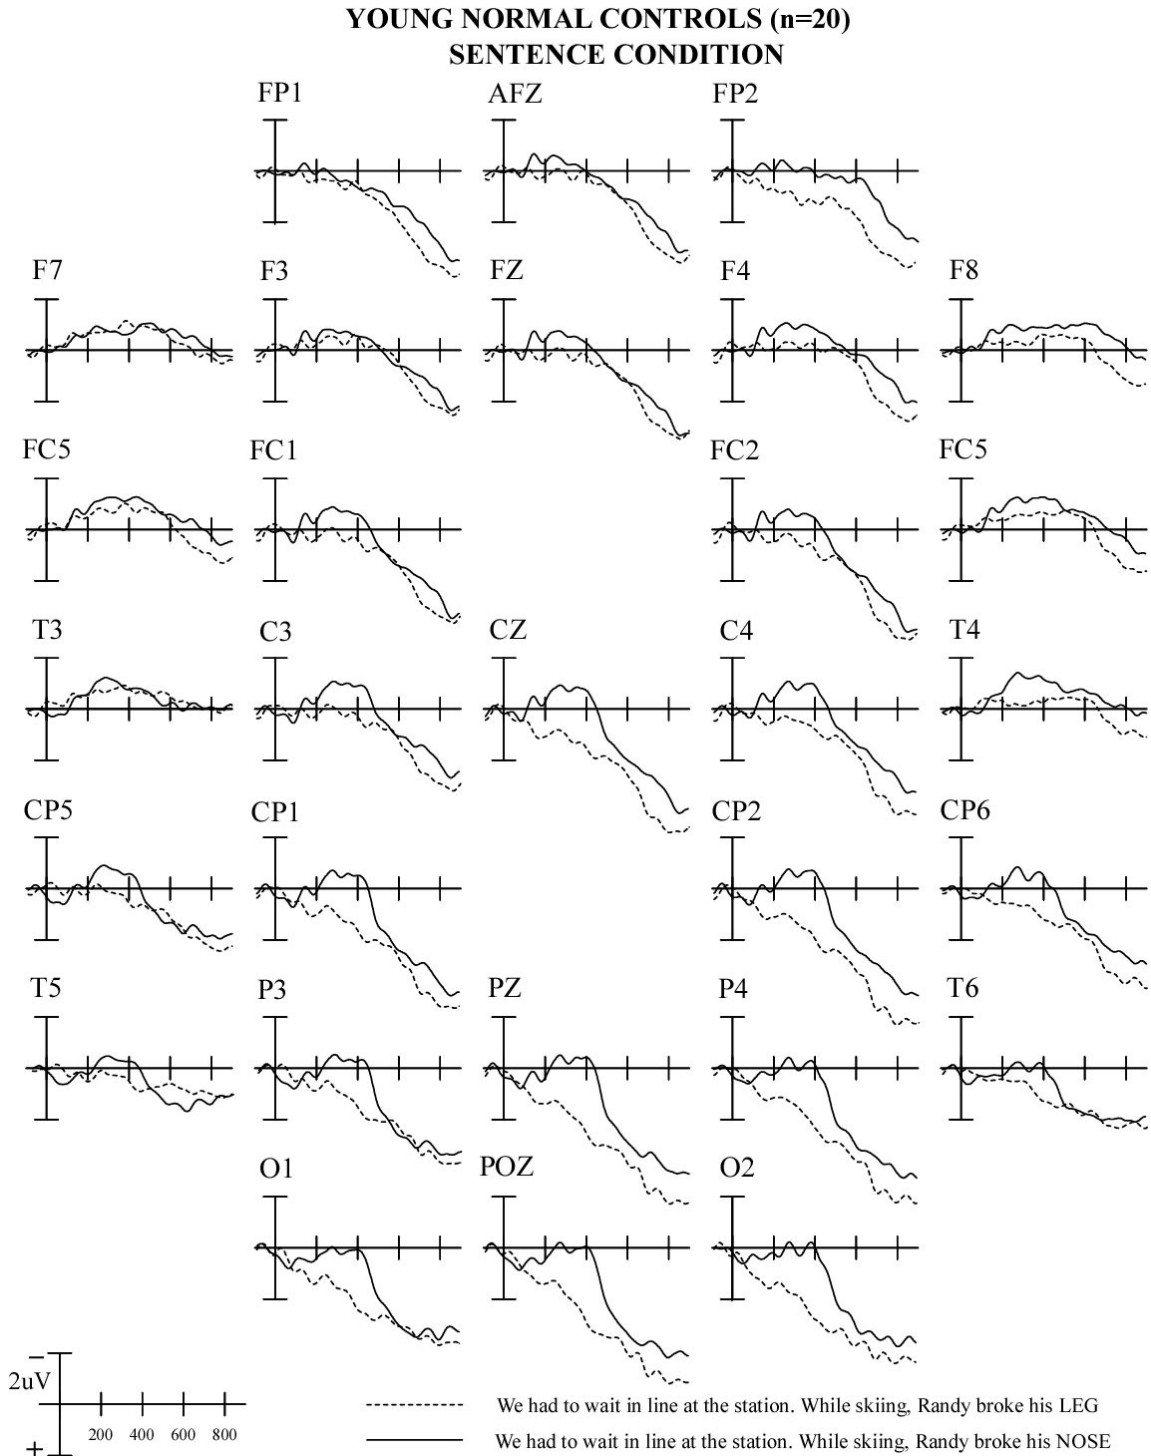 YOUNG NORMAL CONTROLS (n=20)
SENTENCE CONDITION
FP1 AFZ FP2
F7 F3 FZ F4 F8
FC5 FC1 FC2 FC5
T3 C3 CZ C4 T4
CP5 CP1 CP2 CP6
T5 P3 PZ P4 T6
O1 POZ O2
−
2uV
+
200 400 600 800
We had to wait in line at the station. While skiing, Randy broke his LEG
We had to wait in line at the station. While skiing, Randy broke his NOSE